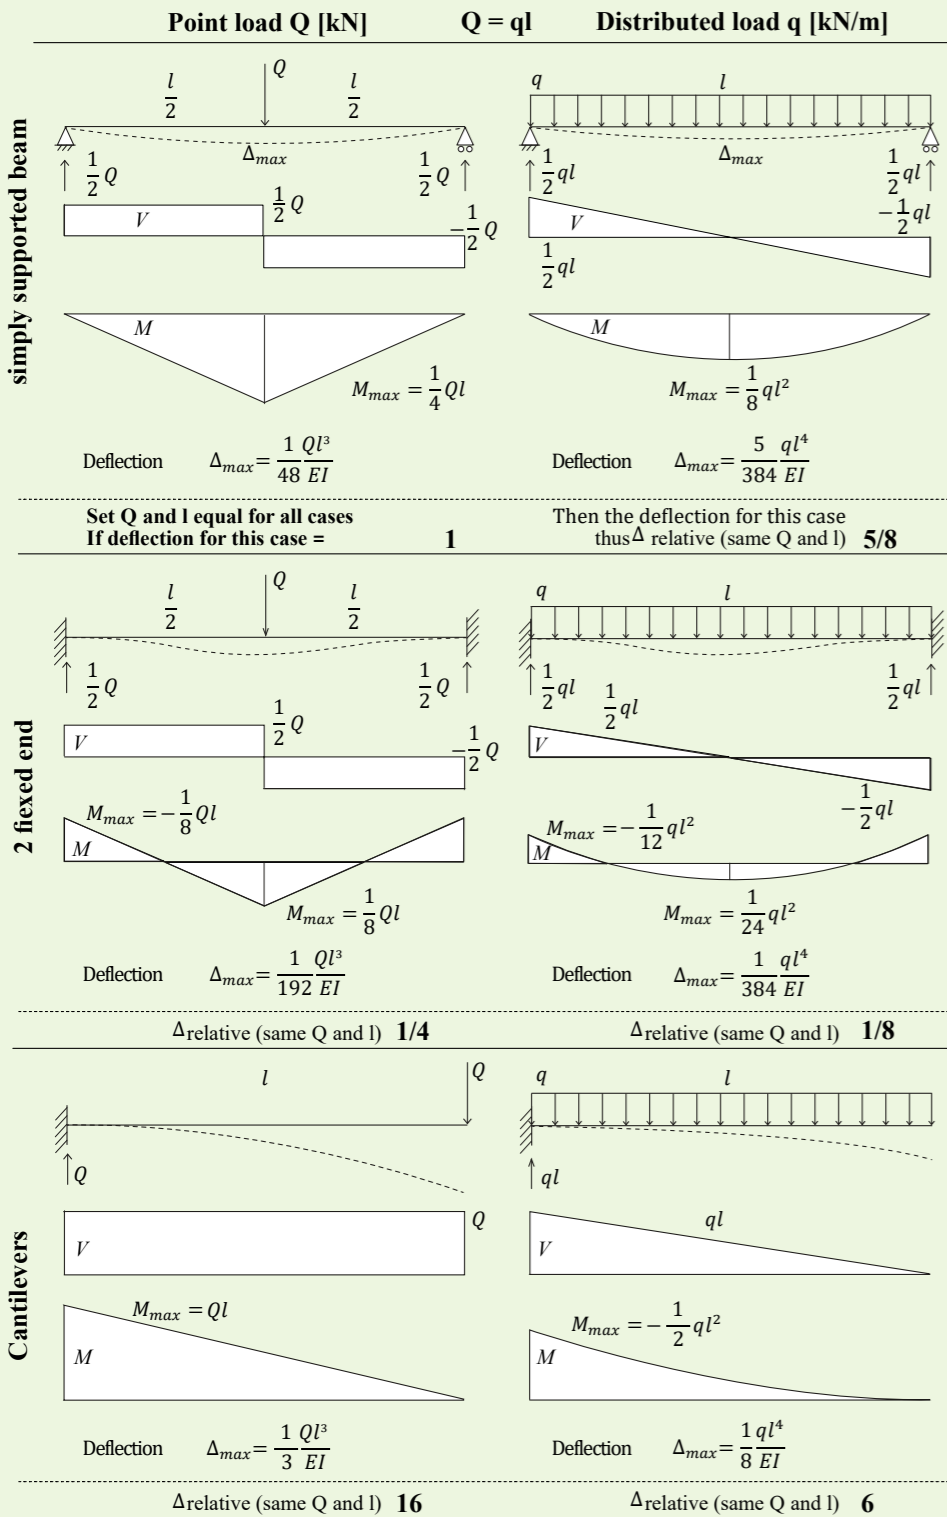 Point load Q [kN] Q = ql Distributed load q [kN/m]
simply supported beam
l/2 Q l/2
Δmax
1/2 Q 1/2 Q
V 1/2 Q −1/2 Q
M
Mmax = 1/4 Ql
Deflection Δmax = 1/48 Ql³/EI
q l
Δmax
1/2 ql 1/2 ql
V −1/2 ql
1/2 ql
M
Mmax = 1/8 ql²
Deflection Δmax = 5/384 ql⁴/EI
Set Q and l equal for all cases
If deflection for this case = 1
Then the deflection for this case
thus Δ relative (same Q and l) 5/8
2 fiexed end
l/2 Q l/2
1/2 Q 1/2 Q
V 1/2 Q −1/2 Q
Mmax = −1/8 Ql
M
Mmax = 1/8 Ql
Deflection Δmax = 1/192 Ql³/EI
Δ relative (same Q and l) 1/4
q l
1/2 ql 1/2 ql 1/2 ql
V −1/2 ql
Mmax = −1/12 ql²
M
Mmax = 1/24 ql²
Deflection Δmax = 1/384 ql⁴/EI
Δ relative (same Q and l) 1/8
Cantilevers
l Q
Q
V Q
Mmax = Ql
M
Deflection Δmax = 1/3 Ql³/EI
Δ relative (same Q and l) 16
q l
ql
V ql
Mmax = −1/2 ql²
M
Deflection Δmax = 1/8 ql⁴/EI
Δ relative (same Q and l) 6